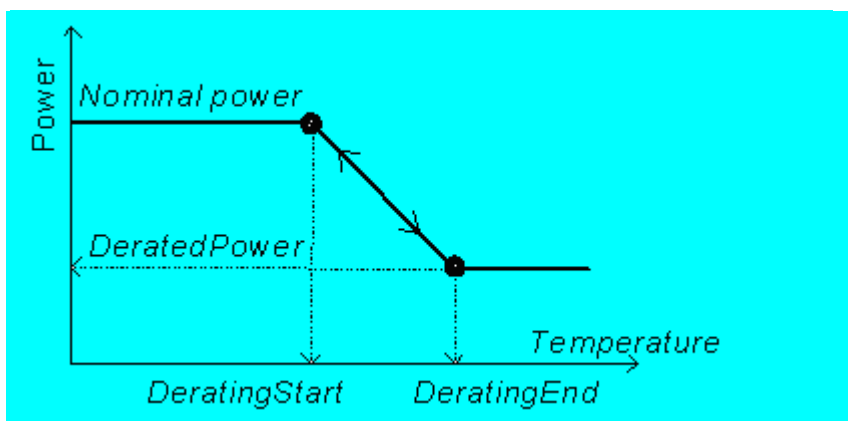 Power
Nominal power
DeratedPower
Temperature
DeratingStart
DeratingEnd